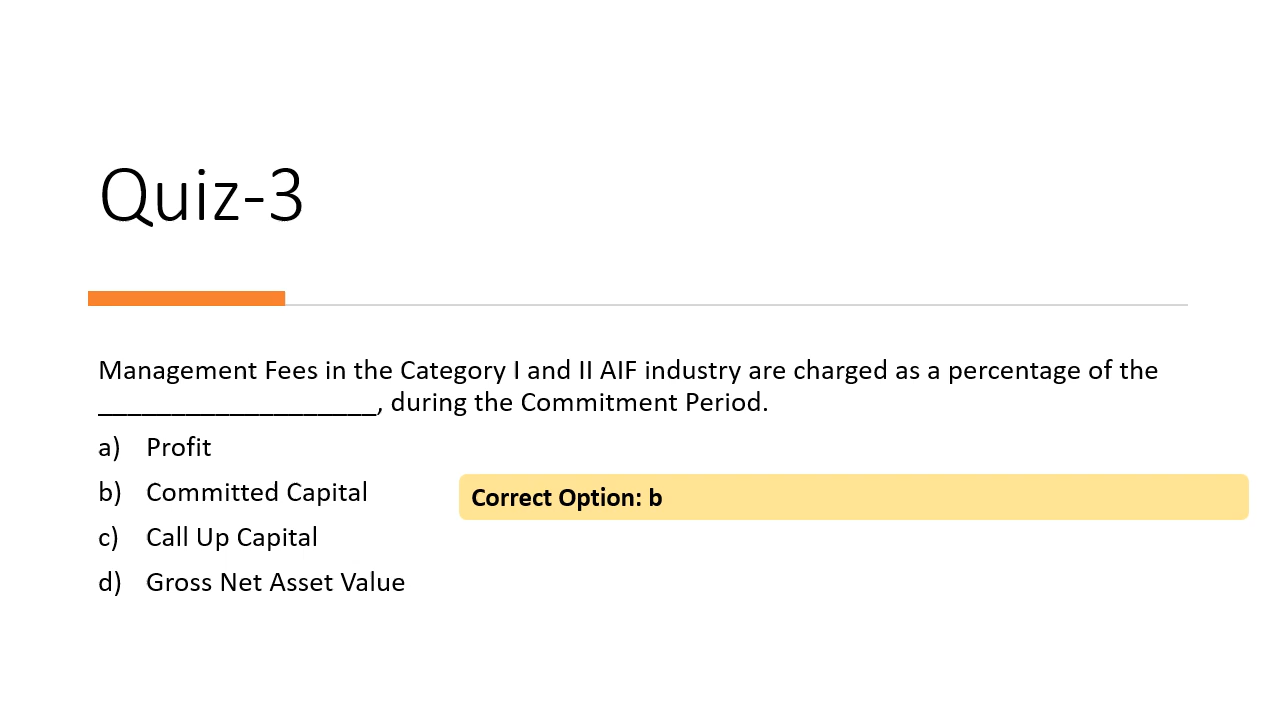 Quiz-3
Management Fees in the Category I and II AIF industry are charged as a percentage of the
____________________, during the Commitment Period.
a) Profit
b) Committed Capital
Correct Option: b
c) Call Up Capital
d) Gross Net Asset Value